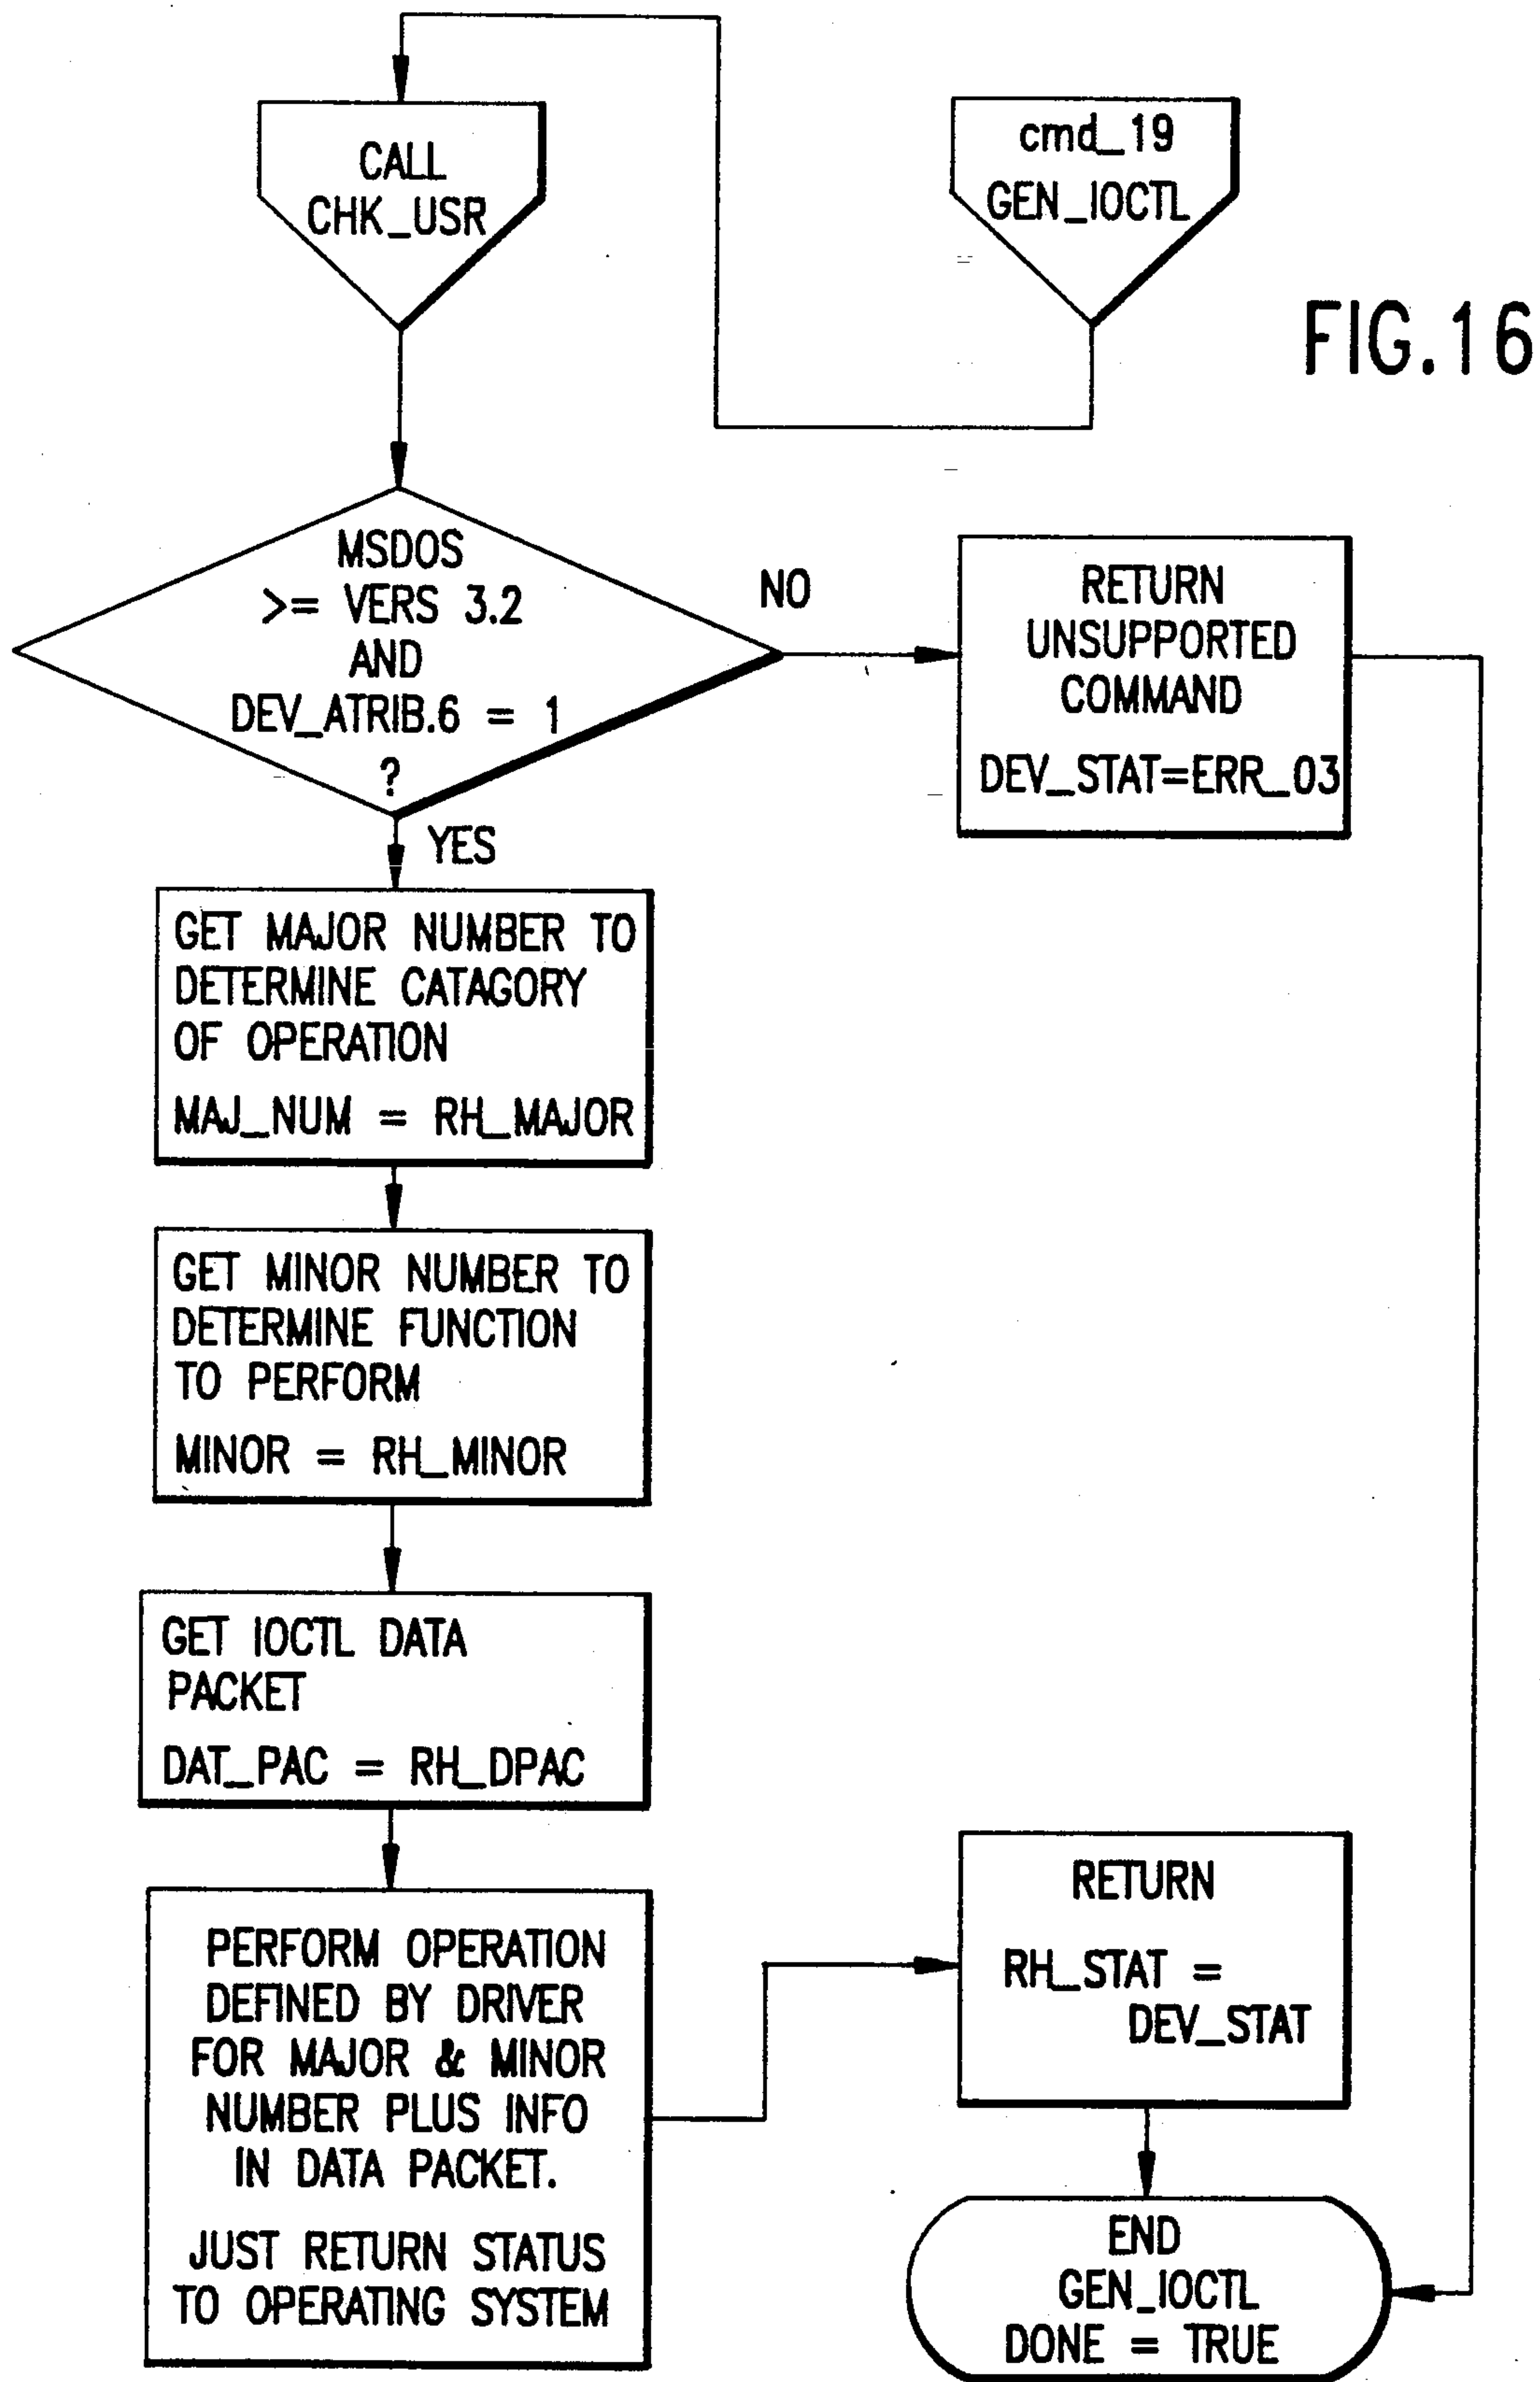 CALL
CHK_USR
cmd_19
GEN_IOCTL
FIG.16
MSDOS
>= VERS 3.2
AND
DEV_ATRIB.6 = 1
?
NO
YES
RETURN
UNSUPPORTED
COMMAND
DEV_STAT=ERR_03
GET MAJOR NUMBER TO
DETERMINE CATAGORY
OF OPERATION
MAJ_NUM = RH_MAJOR
GET MINOR NUMBER TO
DETERMINE FUNCTION
TO PERFORM
MINOR = RH_MINOR
GET IOCTL DATA
PACKET
DAT_PAC = RH_DPAC
PERFORM OPERATION
DEFINED BY DRIVER
FOR MAJOR & MINOR
NUMBER PLUS INFO
IN DATA PACKET.
JUST RETURN STATUS
TO OPERATING SYSTEM
RETURN
RH_STAT =
DEV_STAT
END
GEN_IOCTL
DONE = TRUE